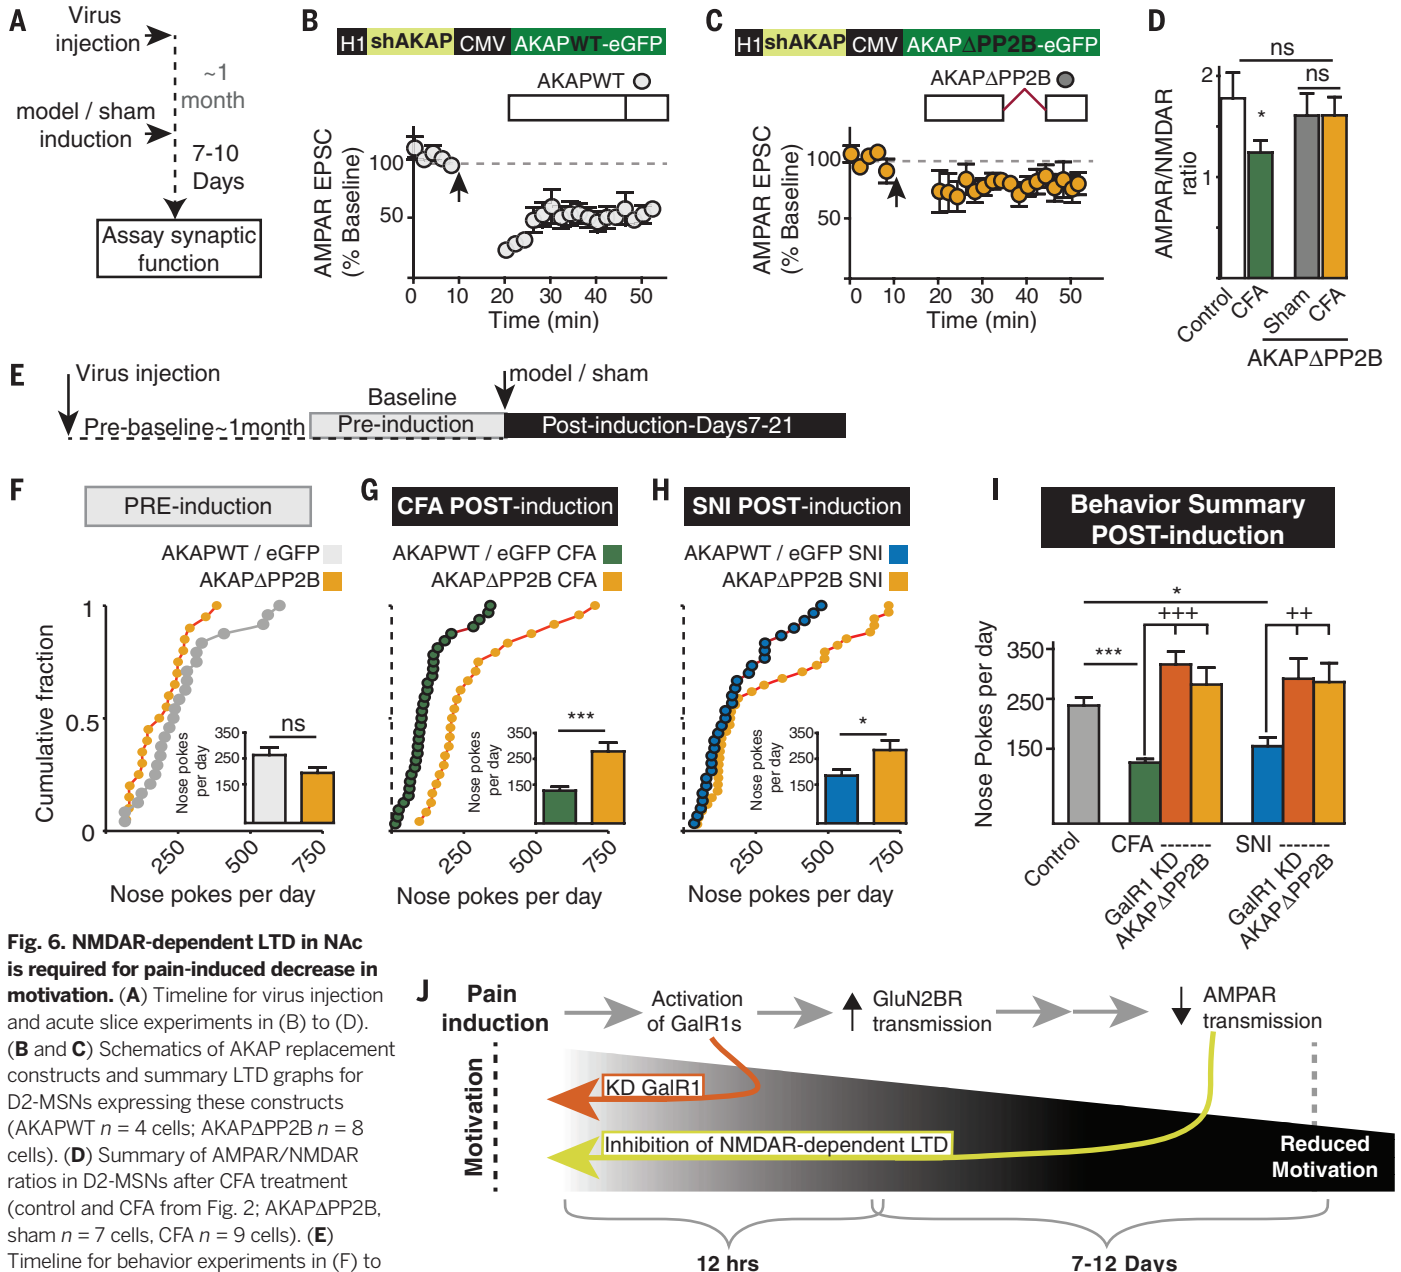 A
Virus
injection
~1
month
model / sham
induction
7-10
Days
Assay synaptic
function
B
H1 shAKAP CMV AKAPWT-eGFP
AKAPWT
AMPAR EPSC
(% Baseline)
100
50
0 10 20 30 40 50
Time (min)
C
H1 shAKAP CMV AKAPΔPP2B-eGFP
AKAPΔPP2B
AMPAR EPSC
(% Baseline)
100
50
0 10 20 30 40 50
Time (min)
D
ns
ns
*
AMPAR/NMDAR
ratio
2
1
Control
CFA
Sham
CFA
AKAPΔPP2B
E
Virus injection
model / sham
Baseline
Pre-baseline~1month
Pre-induction
Post-induction-Days7-21
F
PRE-induction
AKAPWT / eGFP
AKAPΔPP2B
Cumulative fraction
1
0.5
0
ns
Nose pokes
per day
350
250
150
250 500 750
Nose pokes per day
G
CFA POST-induction
AKAPWT / eGFP CFA
AKAPΔPP2B CFA
***
Nose pokes
per day
350
250
150
250 500 750
Nose pokes per day
H
SNI POST-induction
AKAPWT / eGFP SNI
AKAPΔPP2B SNI
*
Nose pokes
per day
350
250
150
250 500 750
Nose pokes per day
I
Behavior Summary
POST-induction
*
*** +++ ++
Nose Pokes per day
350
250
150
Control
CFA --------
GalR1 KD
AKAPΔPP2B
SNI --------
GalR1 KD
AKAPΔPP2B
Fig. 6. NMDAR-dependent LTD in NAc
is required for pain-induced decrease in
motivation. (A) Timeline for virus injection
and acute slice experiments in (B) to (D).
(B and C) Schematics of AKAP replacement
constructs and summary LTD graphs for
D2-MSNs expressing these constructs
(AKAPWT n = 4 cells; AKAPΔPP2B n = 8
cells). (D) Summary of AMPAR/NMDAR
ratios in D2-MSNs after CFA treatment
(control and CFA from Fig. 2; AKAPΔPP2B,
sham n = 7 cells, CFA n = 9 cells). (E)
Timeline for behavior experiments in (F) to
J
Pain
induction
Activation
of GalR1s
GluN2BR
transmission
AMPAR
transmission
Motivation
KD GalR1
Inhibition of NMDAR-dependent LTD
Reduced
Motivation
12 hrs
7-12 Days